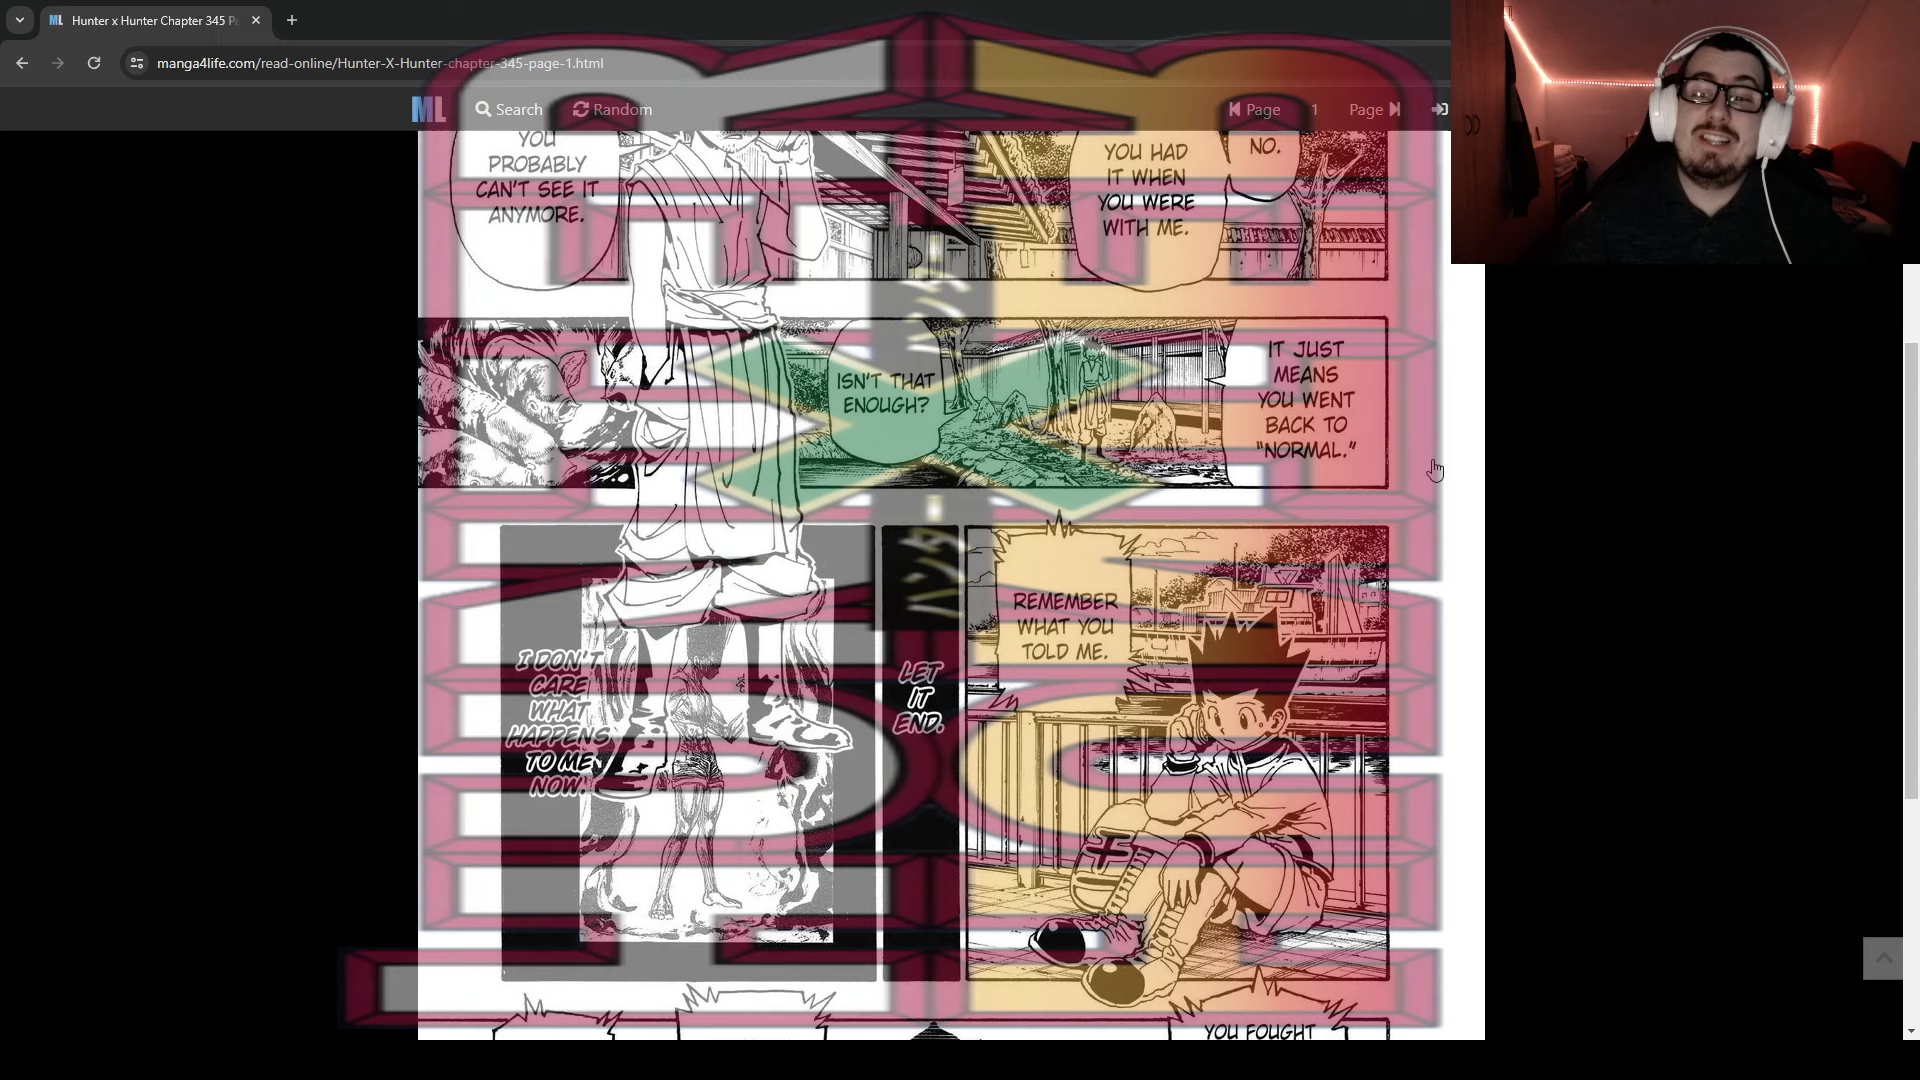 Hunter x Hunter Chapter 345 P
manga4life.com/read-online/Hunter-X-Hunter-chapter-345-page-1.html
ML
Search
Random
Page
1
Page
NO.
YOU HAD
IT WHEN
YOU WERE
WITH ME.
YOU
PROBABLY
CAN'T SEE IT
ANYMORE.
IT JUST
MEANS
YOU WENT
BACK TO
"NORMAL."
ISN'T THAT
ENOUGH?
REMEMBER
WHAT YOU
TOLD ME.
LET
IT
END.
I DON'T
CARE
WHAT
HAPPENS
TO ME
NOW.
YOU FOUGHT